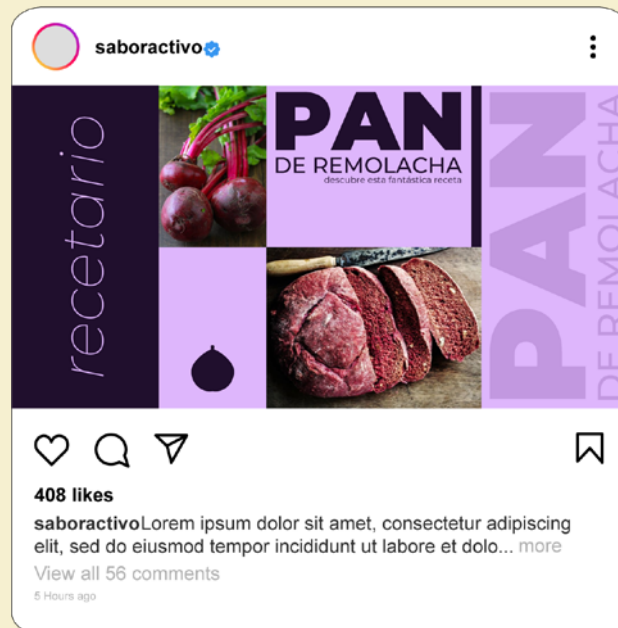 saboractivo
recetario
PAN
DE REMOLACHA
descubre esta fantástica receta
PAN
DE REMOLACHA
408 likes
saboractivoLorem ipsum dolor sit amet, consectetur adipiscing
elit, sed do eiusmod tempor incididunt ut labore et dolo... more
View all 56 comments
5 Hours ago